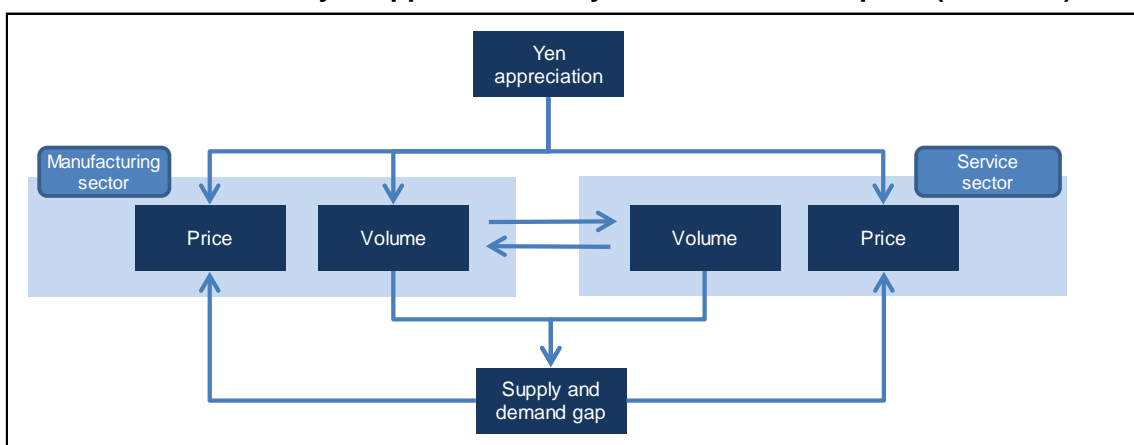 Yen
appreciation
Manufacturing
sector
Service
sector
Price
Volume
Volume
Price
Supply and
demand gap